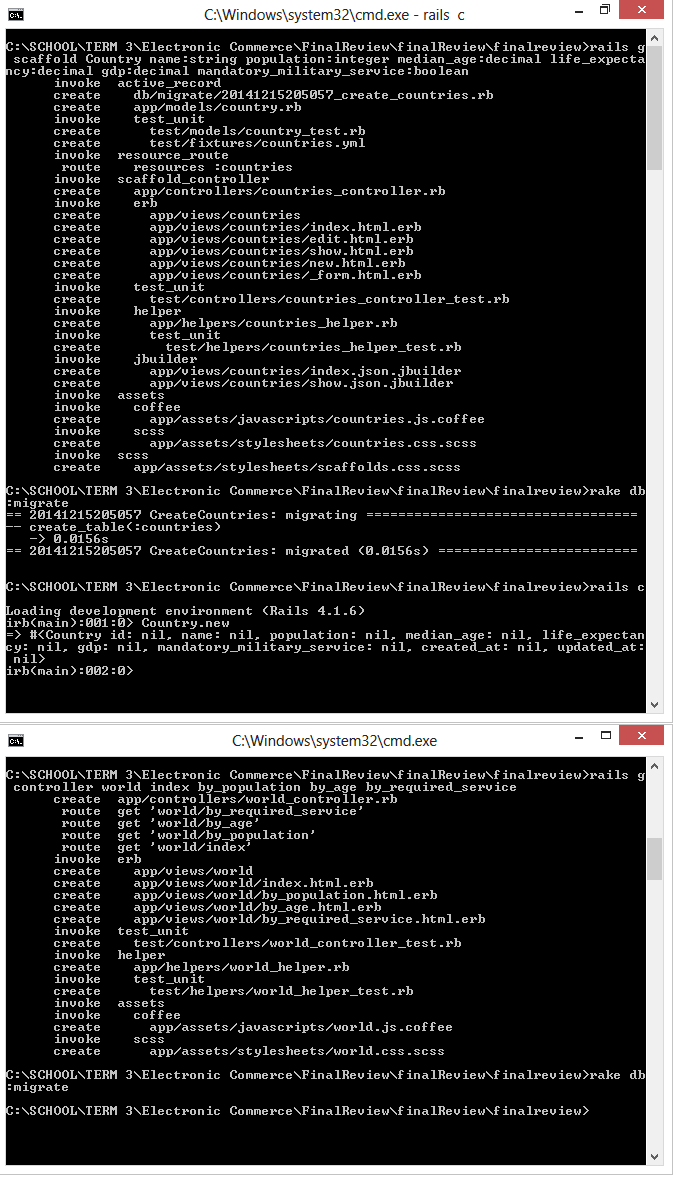 C:\Windows\system32\cmd.exe - rails  c
C:\SCHOOL\TERM 3\Electronic Commerce\FinalReview\finalReview\finalreview>rails g
 scaffold Country name:string population:integer median_age:decimal life_expecta
ncy:decimal gdp:decimal mandatory_military_service:boolean
      invoke  active_record
      create    db/migrate/20141215205057_create_countries.rb
      create    app/models/country.rb
      invoke    test_unit
      create      test/models/country_test.rb
      create      test/fixtures/countries.yml
      invoke  resource_route
       route    resources :countries
      invoke  scaffold_controller
      create    app/controllers/countries_controller.rb
      invoke    erb
      create      app/views/countries
      create      app/views/countries/index.html.erb
      create      app/views/countries/edit.html.erb
      create      app/views/countries/show.html.erb
      create      app/views/countries/new.html.erb
      create      app/views/countries/_form.html.erb
      invoke    test_unit
      create      test/controllers/countries_controller_test.rb
      invoke    helper
      create      app/helpers/countries_helper.rb
      invoke      test_unit
      create        test/helpers/countries_helper_test.rb
      invoke    jbuilder
      create      app/views/countries/index.json.jbuilder
      create      app/views/countries/show.json.jbuilder
      invoke  assets
      invoke    coffee
      create      app/assets/javascripts/countries.js.coffee
      invoke    scss
      create      app/assets/stylesheets/countries.css.scss
      invoke  scss
      create    app/assets/stylesheets/scaffolds.css.scss
C:\SCHOOL\TERM 3\Electronic Commerce\FinalReview\finalReview\finalreview>rake db
:migrate
== 20141215205057 CreateCountries: migrating ==================================
-- create_table(:countries)
   -> 0.0156s
== 20141215205057 CreateCountries: migrated (0.0156s) =========================
C:\SCHOOL\TERM 3\Electronic Commerce\FinalReview\finalReview\finalreview>rails c
Loading development environment (Rails 4.1.6)
irb(main):001:0> Country.new
=> #<Country id: nil, name: nil, population: nil, median_age: nil, life_expectan
cy: nil, gdp: nil, mandatory_military_service: nil, created_at: nil, updated_at:
 nil>
irb(main):002:0>
C:\Windows\system32\cmd.exe
C:\SCHOOL\TERM 3\Electronic Commerce\FinalReview\finalReview\finalreview>rails g
 controller world index by_population by_age by_required_service
      create  app/controllers/world_controller.rb
       route  get 'world/by_required_service'
       route  get 'world/by_age'
       route  get 'world/by_population'
       route  get 'world/index'
      invoke  erb
      create    app/views/world
      create    app/views/world/index.html.erb
      create    app/views/world/by_population.html.erb
      create    app/views/world/by_age.html.erb
      create    app/views/world/by_required_service.html.erb
      invoke  test_unit
      create    test/controllers/world_controller_test.rb
      invoke  helper
      create    app/helpers/world_helper.rb
      invoke    test_unit
      create      test/helpers/world_helper_test.rb
      invoke  assets
      invoke    coffee
      create      app/assets/javascripts/world.js.coffee
      invoke    scss
      create      app/assets/stylesheets/world.css.scss
C:\SCHOOL\TERM 3\Electronic Commerce\FinalReview\finalReview\finalreview>rake db
:migrate
C:\SCHOOL\TERM 3\Electronic Commerce\FinalReview\finalReview\finalreview>